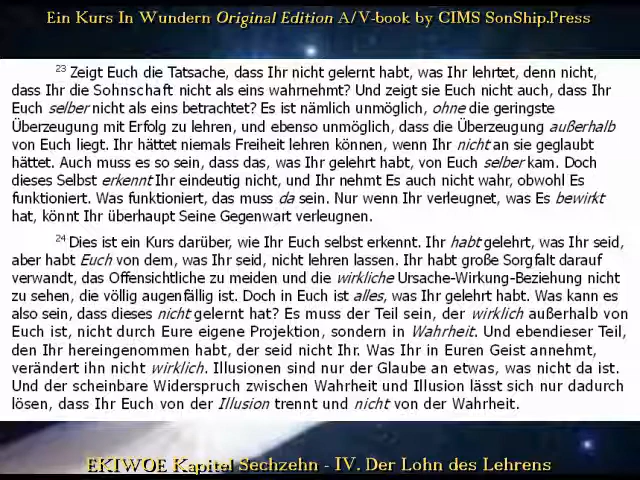 Ein Kurs In Wundern Original Edition A/V-book by CIMS SonShip.Press
23 Zeigt Euch die Tatsache, dass Ihr nicht gelernt habt, was Ihr lehrtet, denn nicht,
dass Ihr die Sohnschaft nicht als eins wahrnehmt? Und zeigt sie Euch nicht auch, dass Ihr
Euch selber nicht als eins betrachtet? Es ist nämlich unmöglich, ohne die geringste
Überzeugung mit Erfolg zu lehren, und ebenso unmöglich, dass die Überzeugung außerhalb
von Euch liegt. Ihr hättet niemals Freiheit lehren können, wenn Ihr nicht an sie geglaubt
hättet. Auch muss es so sein, dass das, was Ihr gelehrt habt, von Euch selber kam. Doch
dieses Selbst erkennt Ihr eindeutig nicht, und Ihr nehmt Es auch nicht wahr, obwohl Es
funktioniert. Was funktioniert, das muss da sein. Nur wenn Ihr verleugnet, was Es bewirkt
hat, könnt Ihr überhaupt Seine Gegenwart verleugnen.
24 Dies ist ein Kurs darüber, wie Ihr Euch selbst erkennt. Ihr habt gelehrt, was Ihr seid,
aber habt Euch von dem, was Ihr seid, nicht lehren lassen. Ihr habt große Sorgfalt darauf
verwandt, das Offensichtliche zu meiden und die wirkliche Ursache-Wirkung-Beziehung nicht
zu sehen, die völlig augenfällig ist. Doch in Euch ist alles, was Ihr gelehrt habt. Was kann es
also sein, dass dieses nicht gelernt hat? Es muss der Teil sein, der wirklich außerhalb von
Euch ist, nicht durch Eure eigene Projektion, sondern in Wahrheit. Und ebendieser Teil,
den Ihr hereingenommen habt, der seid nicht Ihr. Was Ihr in Euren Geist annehmt,
verändert ihn nicht wirklich. Illusionen sind nur der Glaube an etwas, was nicht da ist.
Und der scheinbare Widerspruch zwischen Wahrheit und Illusion lässt sich nur dadurch
lösen, dass Ihr Euch von der Illusion trennt und nicht von der Wahrheit.
EKIWOE Kapitel Sechzehn - IV. Der Lohn des Lehrens